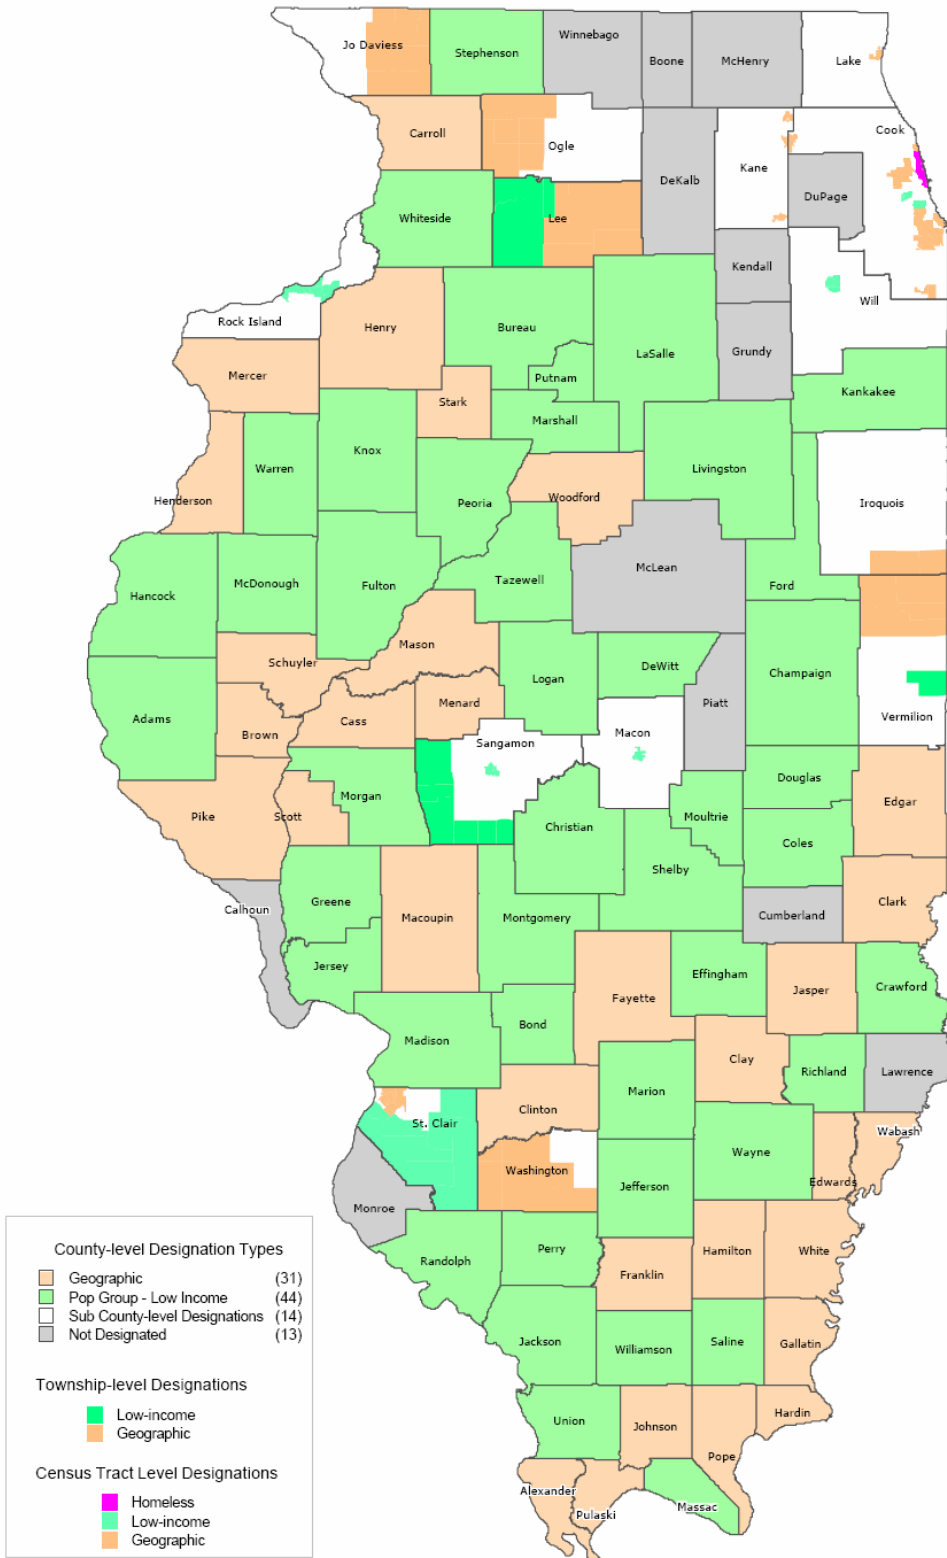 Jo Daviess
Stephenson
Winnebago
Boone
McHenry
Lake
Carroll
Ogle
DeKalb
Kane
Cook
DuPage
Whiteside
Lee
Kendall
Will
Rock Island
Henry
Bureau
LaSalle
Grundy
Mercer
Putnam
Kankakee
Stark
Marshall
Knox
Warren
Livingston
Henderson
Peoria
Woodford
Iroquois
McLean
Hancock
McDonough
Fulton
Tazewell
Ford
Mason
Schuyler
DeWitt
Logan
Champaign
Adams
Brown
Cass
Menard
Piatt
Vermilion
Sangamon
Macon
Douglas
Morgan
Edgar
Pike
Scott
Moultrie
Christian
Coles
Shelby
Greene
Calhoun
Macoupin
Montgomery
Cumberland
Clark
Jersey
Effingham
Fayette
Jasper
Crawford
Madison
Bond
Clay
Richland
Lawrence
Marion
Clinton
St. Clair
Wabash
Wayne
Washington
Edwards
Jefferson
Monroe
Perry
Randolph
Hamilton
White
Franklin
Jackson
Williamson
Saline
Gallatin
Union
Johnson
Hardin
Pope
Alexander
Pulaski
Massac
County-level Designation Types
Geographic (31)
Pop Group - Low Income (44)
Sub County-level Designations (14)
Not Designated (13)
Township-level Designations
Low-income
Geographic
Census Tract Level Designations
Homeless
Low-income
Geographic